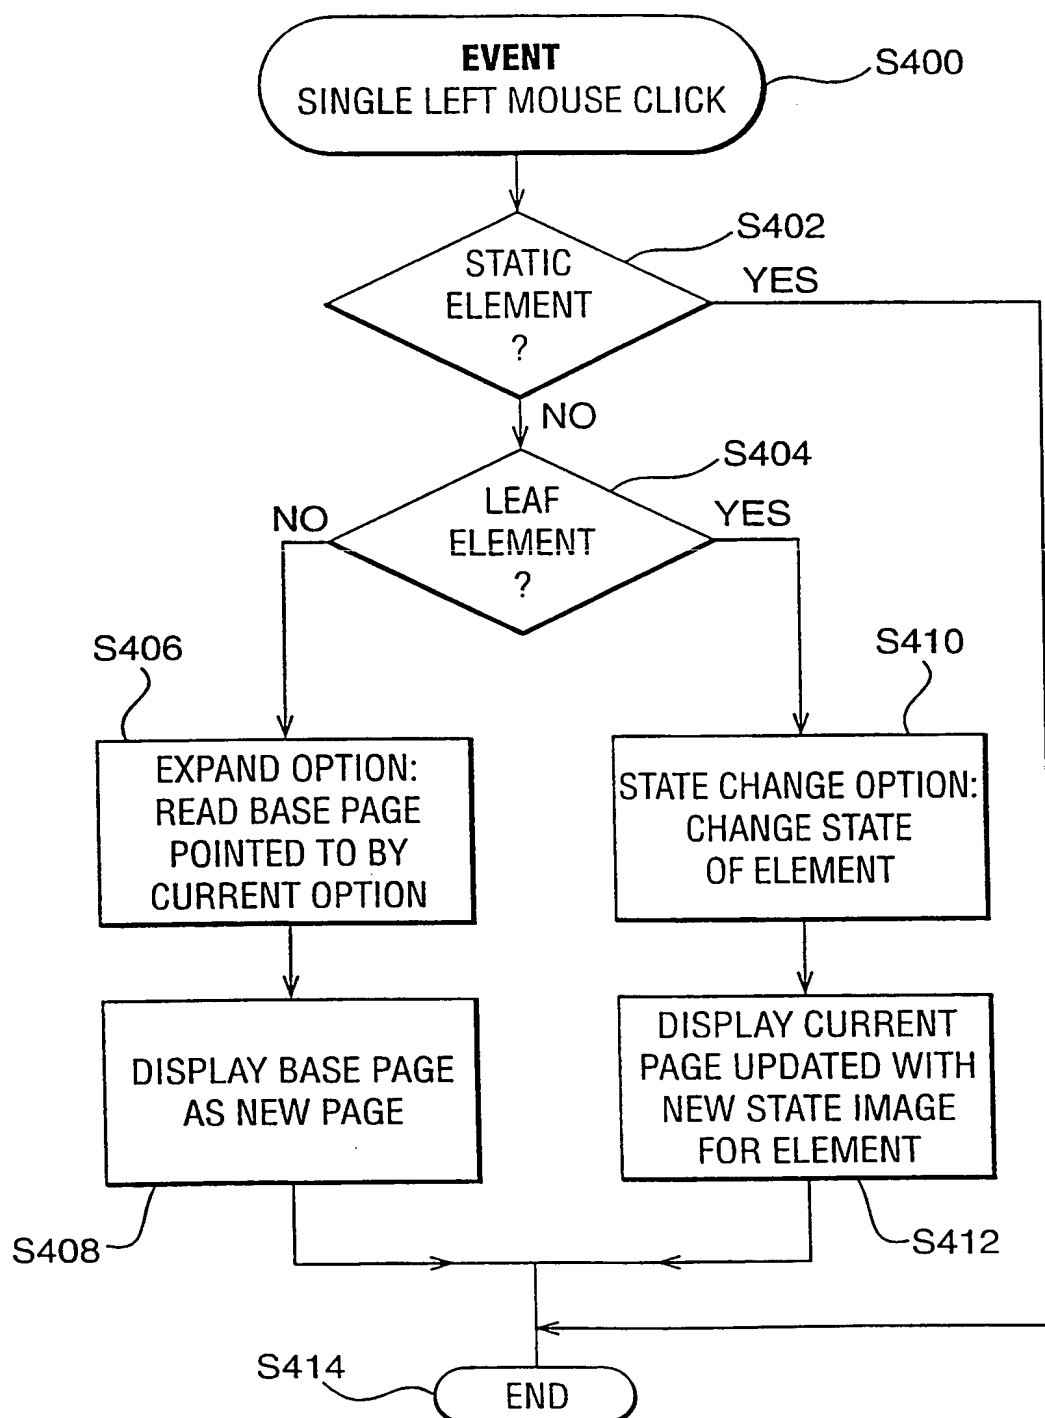 EVENT
SINGLE LEFT MOUSE CLICK
S400
S402
STATIC
ELEMENT
?
YES
NO
S404
LEAF
ELEMENT
?
NO
YES
S406
EXPAND OPTION:
READ BASE PAGE
POINTED TO BY
CURRENT OPTION
S410
STATE CHANGE OPTION:
CHANGE STATE
OF ELEMENT
DISPLAY BASE PAGE
AS NEW PAGE
S408
DISPLAY CURRENT
PAGE UPDATED WITH
NEW STATE IMAGE
FOR ELEMENT
S412
S414
END